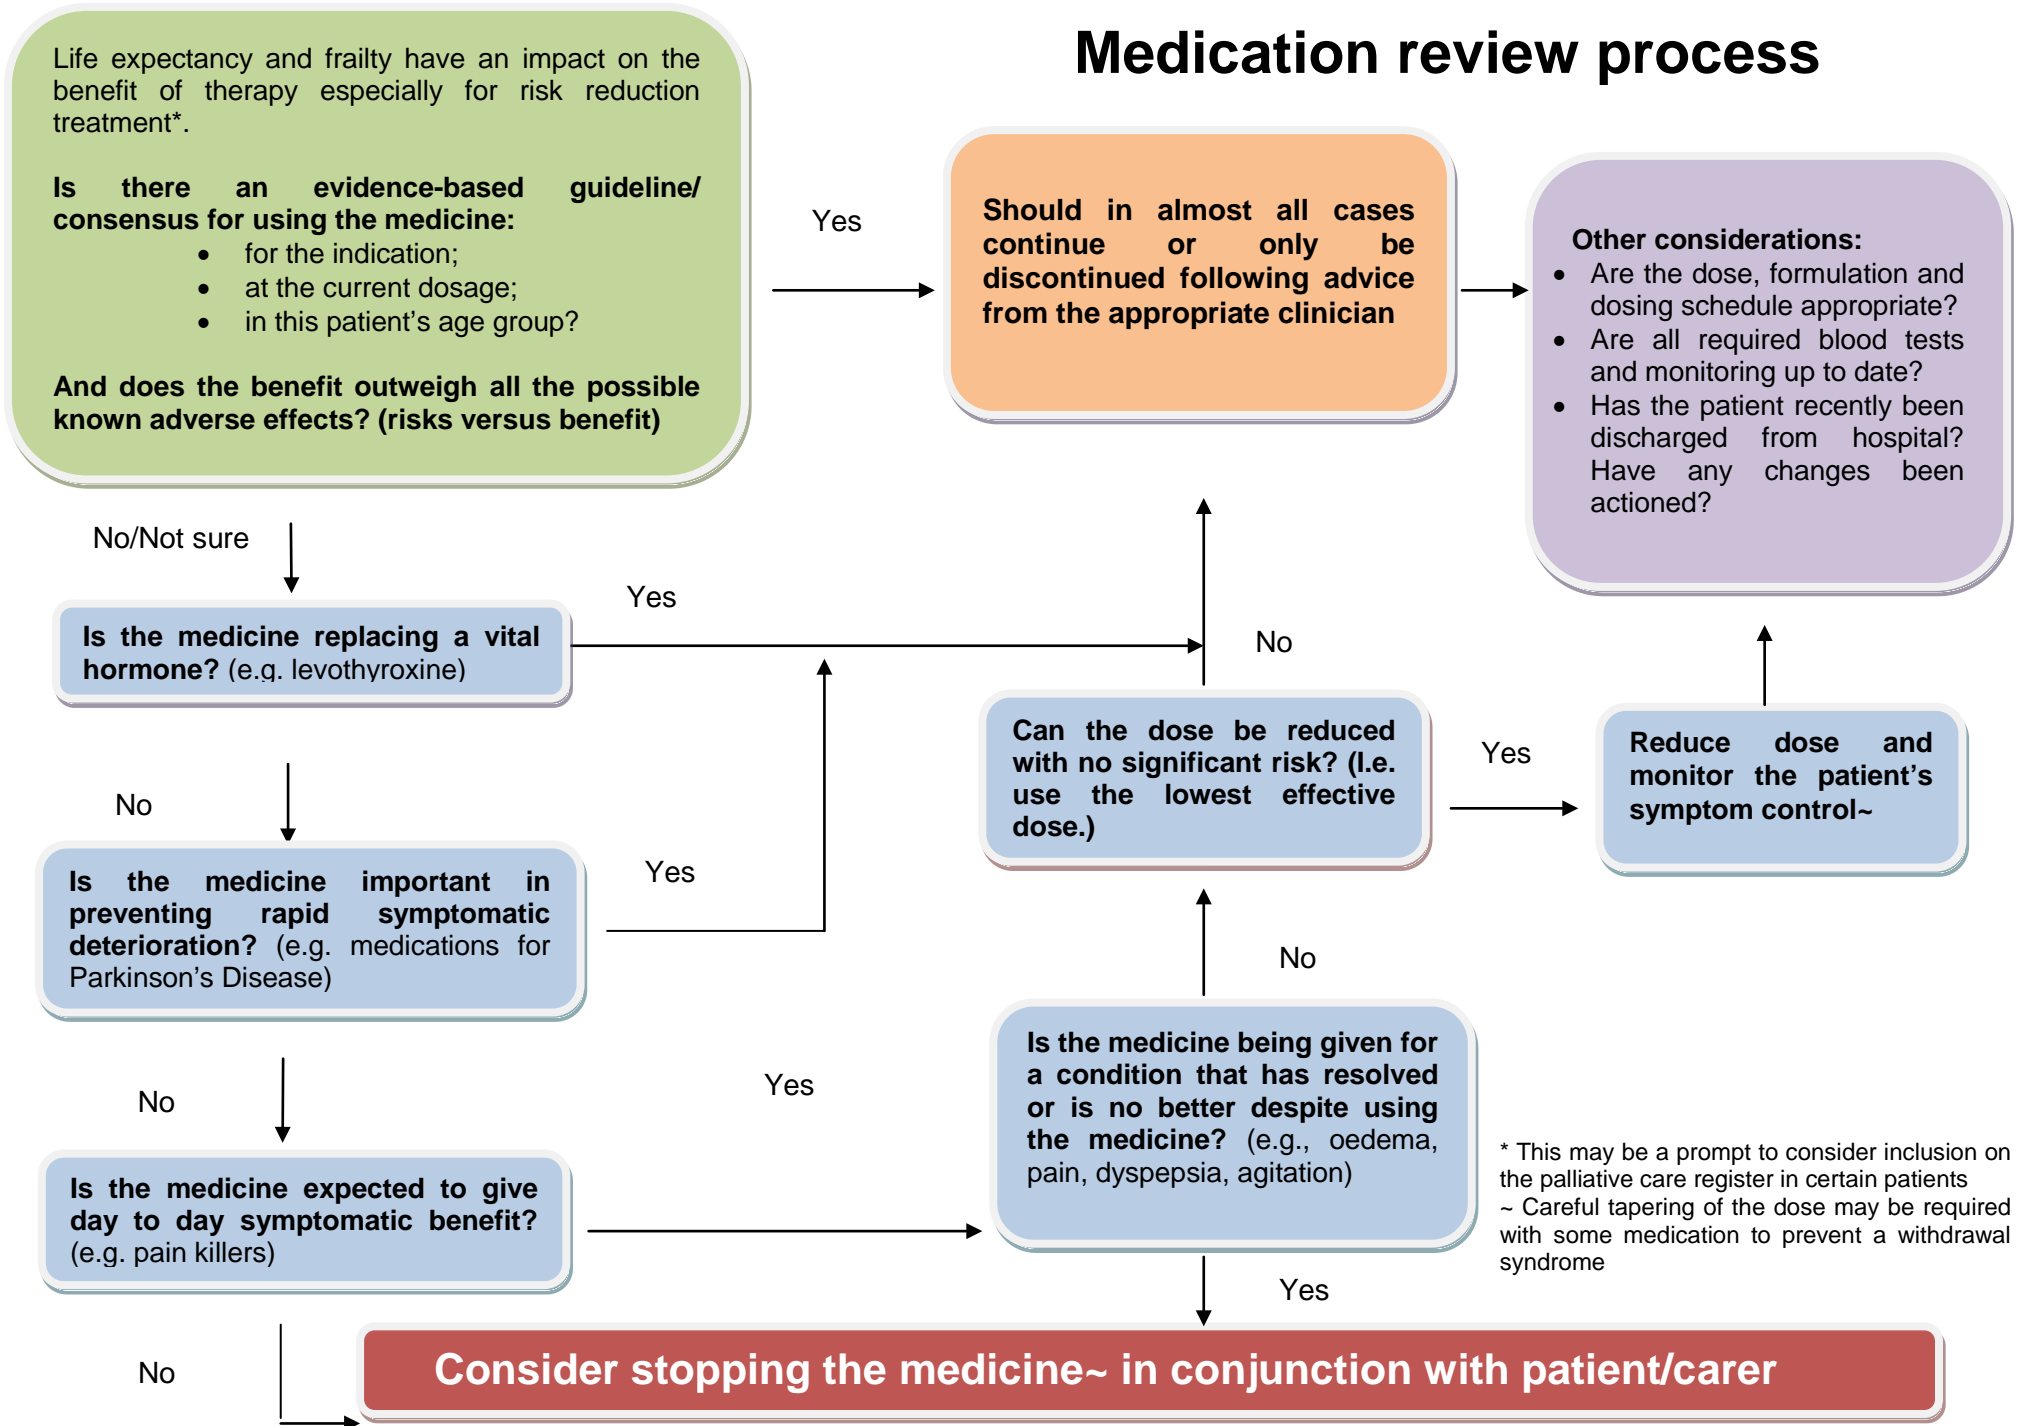 Medication review process
Life expectancy and frailty have an impact on the
benefit of therapy especially for risk reduction
treatment*.
Is there an evidence-based guideline/
consensus for using the medicine:
• for the indication;
• at the current dosage;
• in this patient's age group?
And does the benefit outweigh all the possible
known adverse effects? (risks versus benefit)
Yes
Should in almost all cases
continue or only be
discontinued following advice
from the appropriate clinician
Other considerations:
• Are the dose, formulation and
dosing schedule appropriate?
• Are all required blood tests
and monitoring up to date?
• Has the patient recently been
discharged from hospital?
Have any changes been
actioned?
No/Not sure
Is the medicine replacing a vital
hormone? (e.g. levothyroxine)
Yes
No
Can the dose be reduced
with no significant risk? (I.e.
use the lowest effective
dose.)
Yes
Reduce dose and
monitor the patient's
symptom control~
No
Is the medicine important in
preventing rapid symptomatic
deterioration? (e.g. medications for
Parkinson's Disease)
Yes
No
Is the medicine being given for
a condition that has resolved
or is no better despite using
the medicine? (e.g., oedema,
pain, dyspepsia, agitation)
No
Is the medicine expected to give
day to day symptomatic benefit?
(e.g. pain killers)
Yes
* This may be a prompt to consider inclusion on
the palliative care register in certain patients
~ Careful tapering of the dose may be required
with some medication to prevent a withdrawal
syndrome
Yes
No
Consider stopping the medicine~ in conjunction with patient/carer